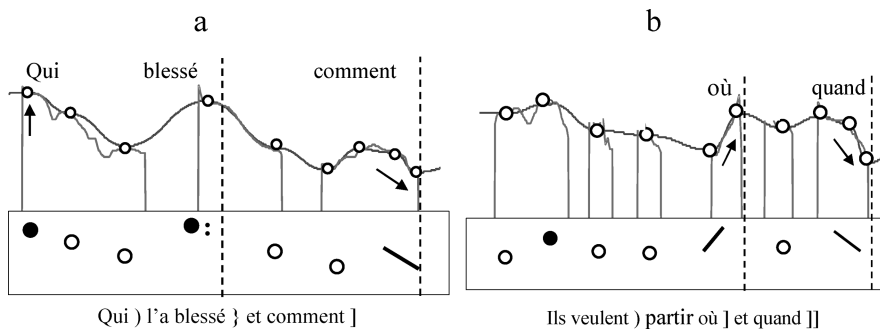 a
b
Qui blessé comment
où quand
Qui ) l'a blessé } et comment ]
Ils veulent ) partir où ] et quand ]]